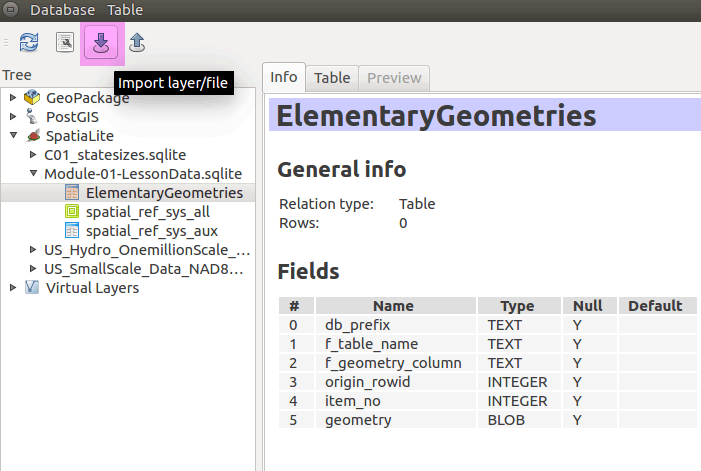 Database Table
Import layer/file
Tree
GeoPackage
PostGIS
SpatiaLite
C01_statesizes.sqlite
Module-01-LessonData.sqlite
ElementaryGeometries
spatial_ref_sys_all
spatial_ref_sys_aux
US_Hydro_OnemillionScale_...
US_SmallScale_Data_NAD8...
Virtual Layers
Info Table Preview
ElementaryGeometries
General info
Relation type: Table
Rows: 0
Fields
# Name Type Null Default
0 db_prefix TEXT Y
1 f_table_name TEXT Y
2 f_geometry_column TEXT Y
3 origin_rowid INTEGER Y
4 item_no INTEGER Y
5 geometry BLOB Y